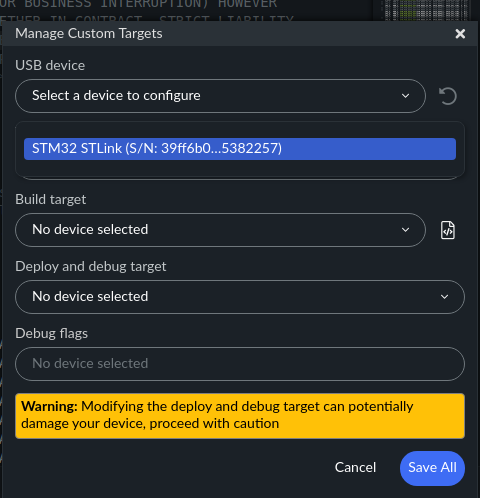 OR BUSINESS INTERRUPTION) HOWEVER
ETHER IN CONTRACT, STRICT LIABILITY,
Manage Custom Targets
USB device
Select a device to configure
STM32 STLink (S/N: 39ff6b0...5382257)
Build target
No device selected
Deploy and debug target
No device selected
Debug flags
No device selected
Warning: Modifying the deploy and debug target can potentially
damage your device, proceed with caution
Cancel
Save All